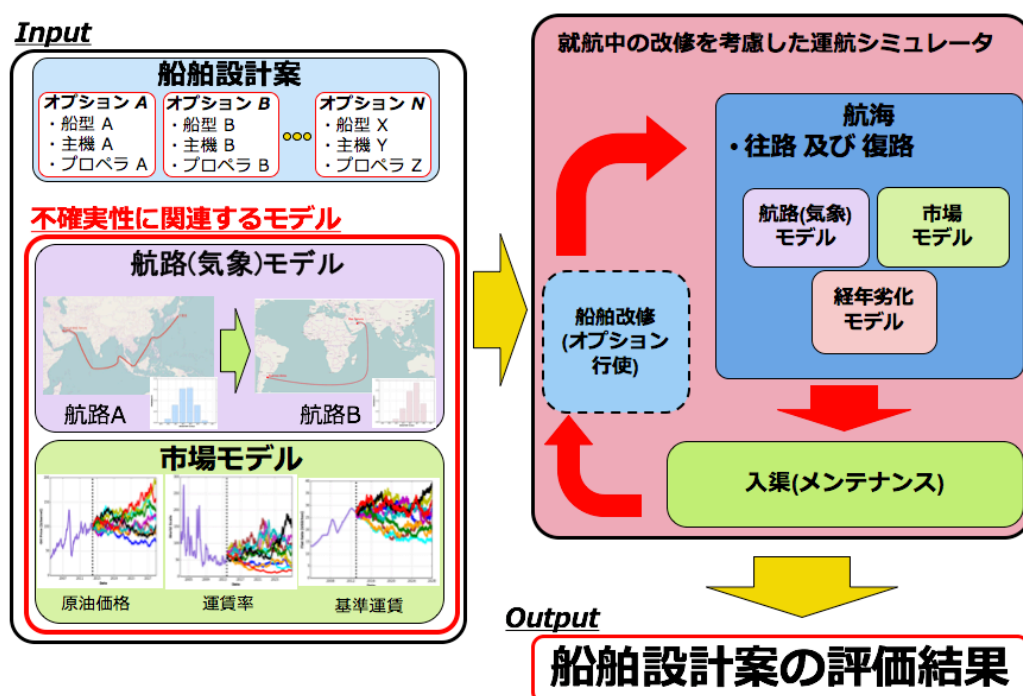 Input
船舶設計案
オプション A
・船型 A
・主機 A
・プロペラ A
オプション B
・船型 B
・主機 B
・プロペラ B
オプション N
・船型 X
・主機 Y
・プロペラ Z
不確実性に関連するモデル
航路(気象)モデル
航路A
航路B
市場モデル
原油価格
運賃率
基準運賃
就航中の改修を考慮した運航シミュレータ
航海
・往路 及び 復路
航路(気象)
モデル
市場
モデル
経年劣化
モデル
船舶改修
(オプション
行使)
入渠(メンテナンス)
Output
船舶設計案の評価結果